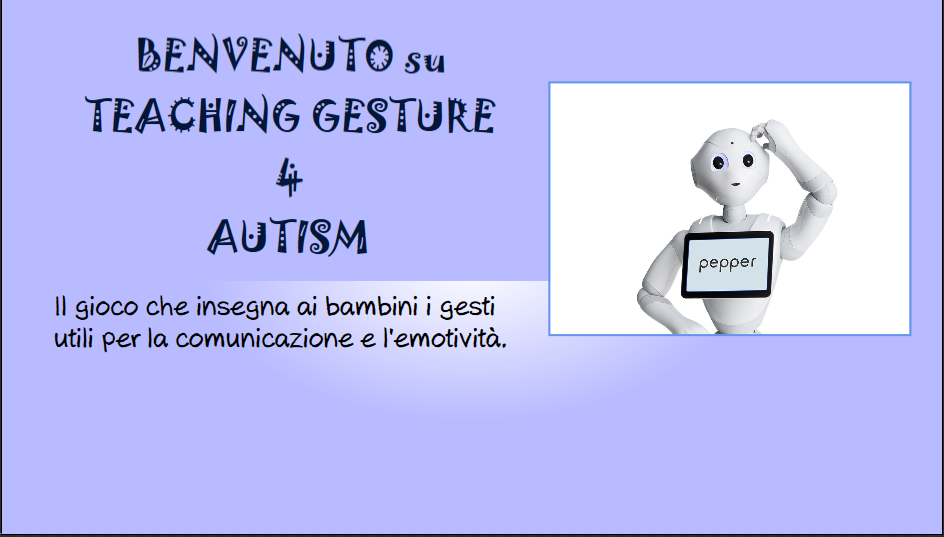 BENVENUTO su
TEACHING GESTURE
4
AUTISM
Il gioco che insegna ai bambini i gesti
utili per la comunicazione e l'emotività.
pepper